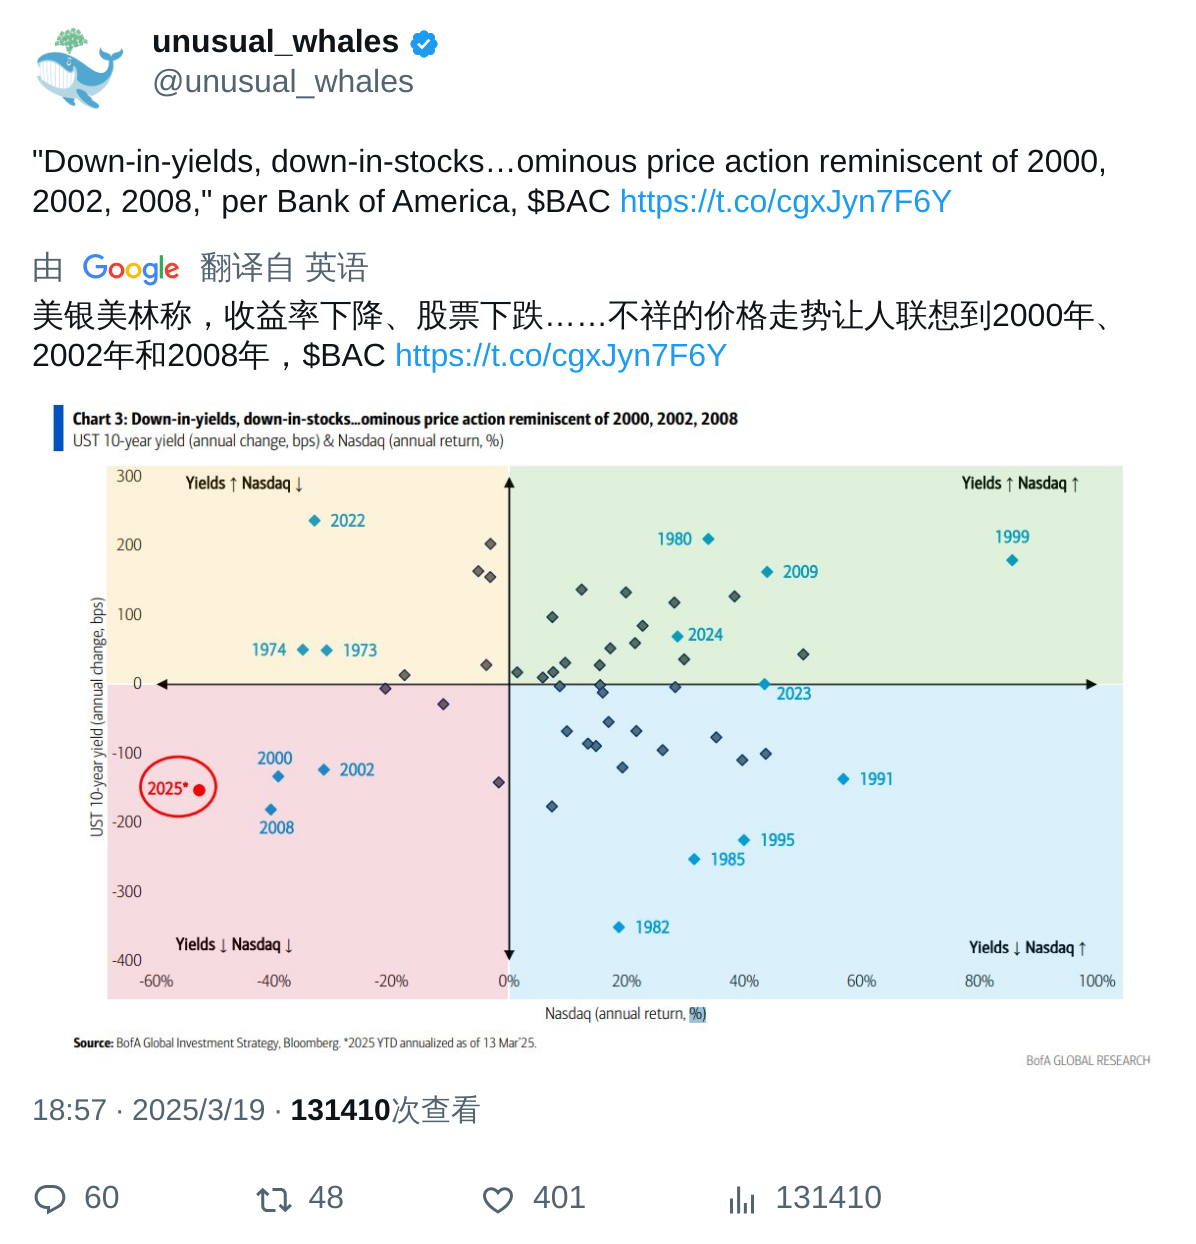 unusual_whales
@unusual_whales
"Down-in-yields, down-in-stocks…ominous price action reminiscent of 2000,
2002, 2008," per Bank of America, $BAC https://t.co/cgxJyn7F6Y
由 Google 翻译自 英语
美银美林称，收益率下降、股票下跌……不祥的价格走势让人联想到2000年、
2002年和2008年，$BAC https://t.co/cgxJyn7F6Y
Chart 3: Down-in-yields, down-in-stocks...ominous price action reminiscent of 2000, 2002, 2008
UST 10-year yield (annual change, bps) & Nasdaq (annual return, %)
300
Yields ↑ Nasdaq ↓
Yields ↑ Nasdaq ↑
2022
200
1980
1999
2009
100
2024
1974
1973
0
2023
UST 10-year yield (annual change, bps)
-100
2000
2002
2025*
1991
-200
2008
1995
1985
-300
1982
Yields ↓ Nasdaq ↓
Yields ↓ Nasdaq ↑
-400
-60% -40% -20% 0% 20% 40% 60% 80% 100%
Nasdaq (annual return, %)
Source: BofA Global Investment Strategy, Bloomberg. *2025 YTD annualized as of 13 Mar'25.
BofA GLOBAL RESEARCH
18:57 · 2025/3/19 · 131410次查看
60 48 401 131410